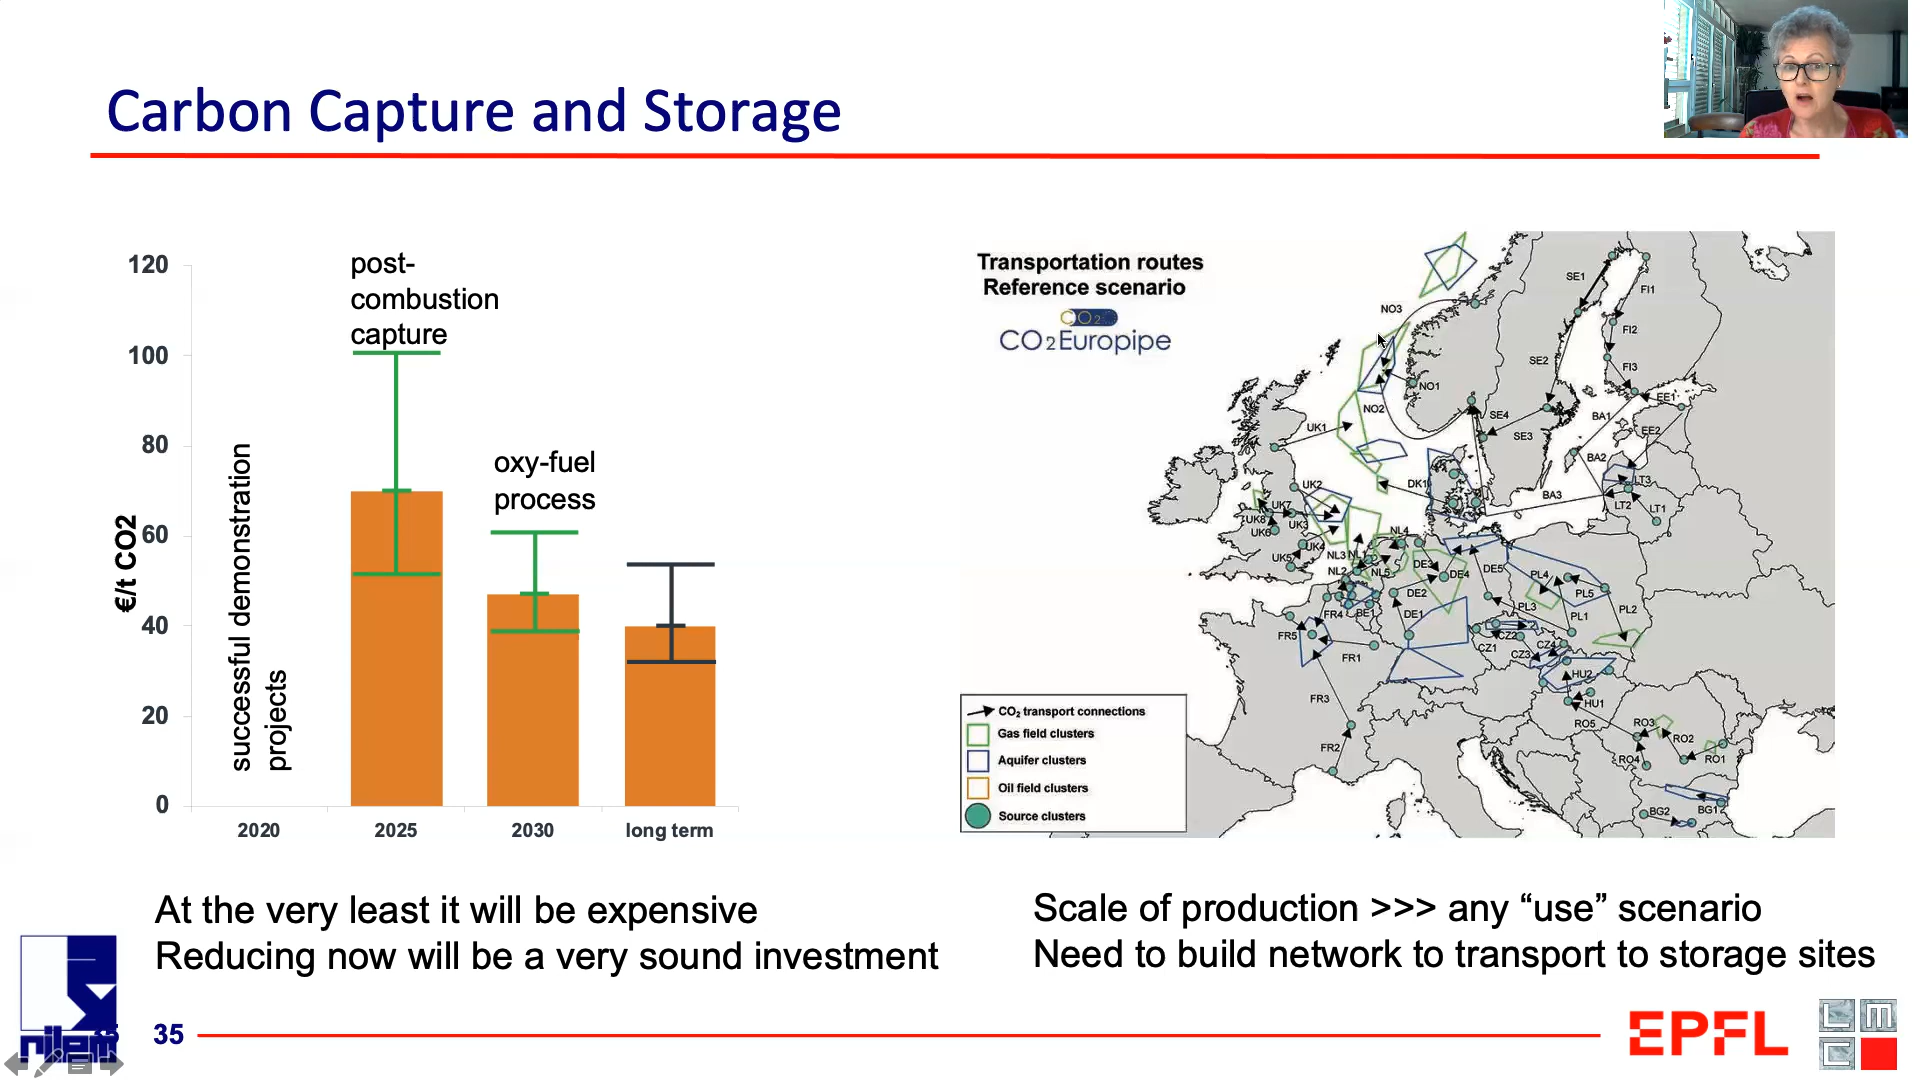 Carbon Capture and Storage
120
100
80
60
40
20
0
€/t CO2
successful demonstration
projects
post-
combustion
capture
oxy-fuel
process
2020
2025
2030
long term
Transportation routes
Reference scenario
CO2
CO2Europipe
SE1
FI1
NO3
FI2
SE2
FI3
NO1
EE1
NO2
SE4
BA1
UK1
SE3
EE2
BA2
UK2
DK1
LT3
BA3
UK7
LT2
LT1
UK8
UK3
UK6
NL4
UK4
NL3
NL1
UK5
DE3
NL2
NL5
DE4
DE5
PL4
DE2
PL5
FR4
BE1
DE1
PL3
PL2
PL1
FR5
CZ2
CZ1
CZ4
FR1
CZ3
HU2
FR3
HU1
RO5
RO3
FR2
RO2
RO4
RO1
BG2
BG1
CO2 transport connections
Gas field clusters
Aquifer clusters
Oil field clusters
Source clusters
At the very least it will be expensive
Reducing now will be a very sound investment
Scale of production >>> any “use” scenario
Need to build network to transport to storage sites
35
35
EPFL
L M
C